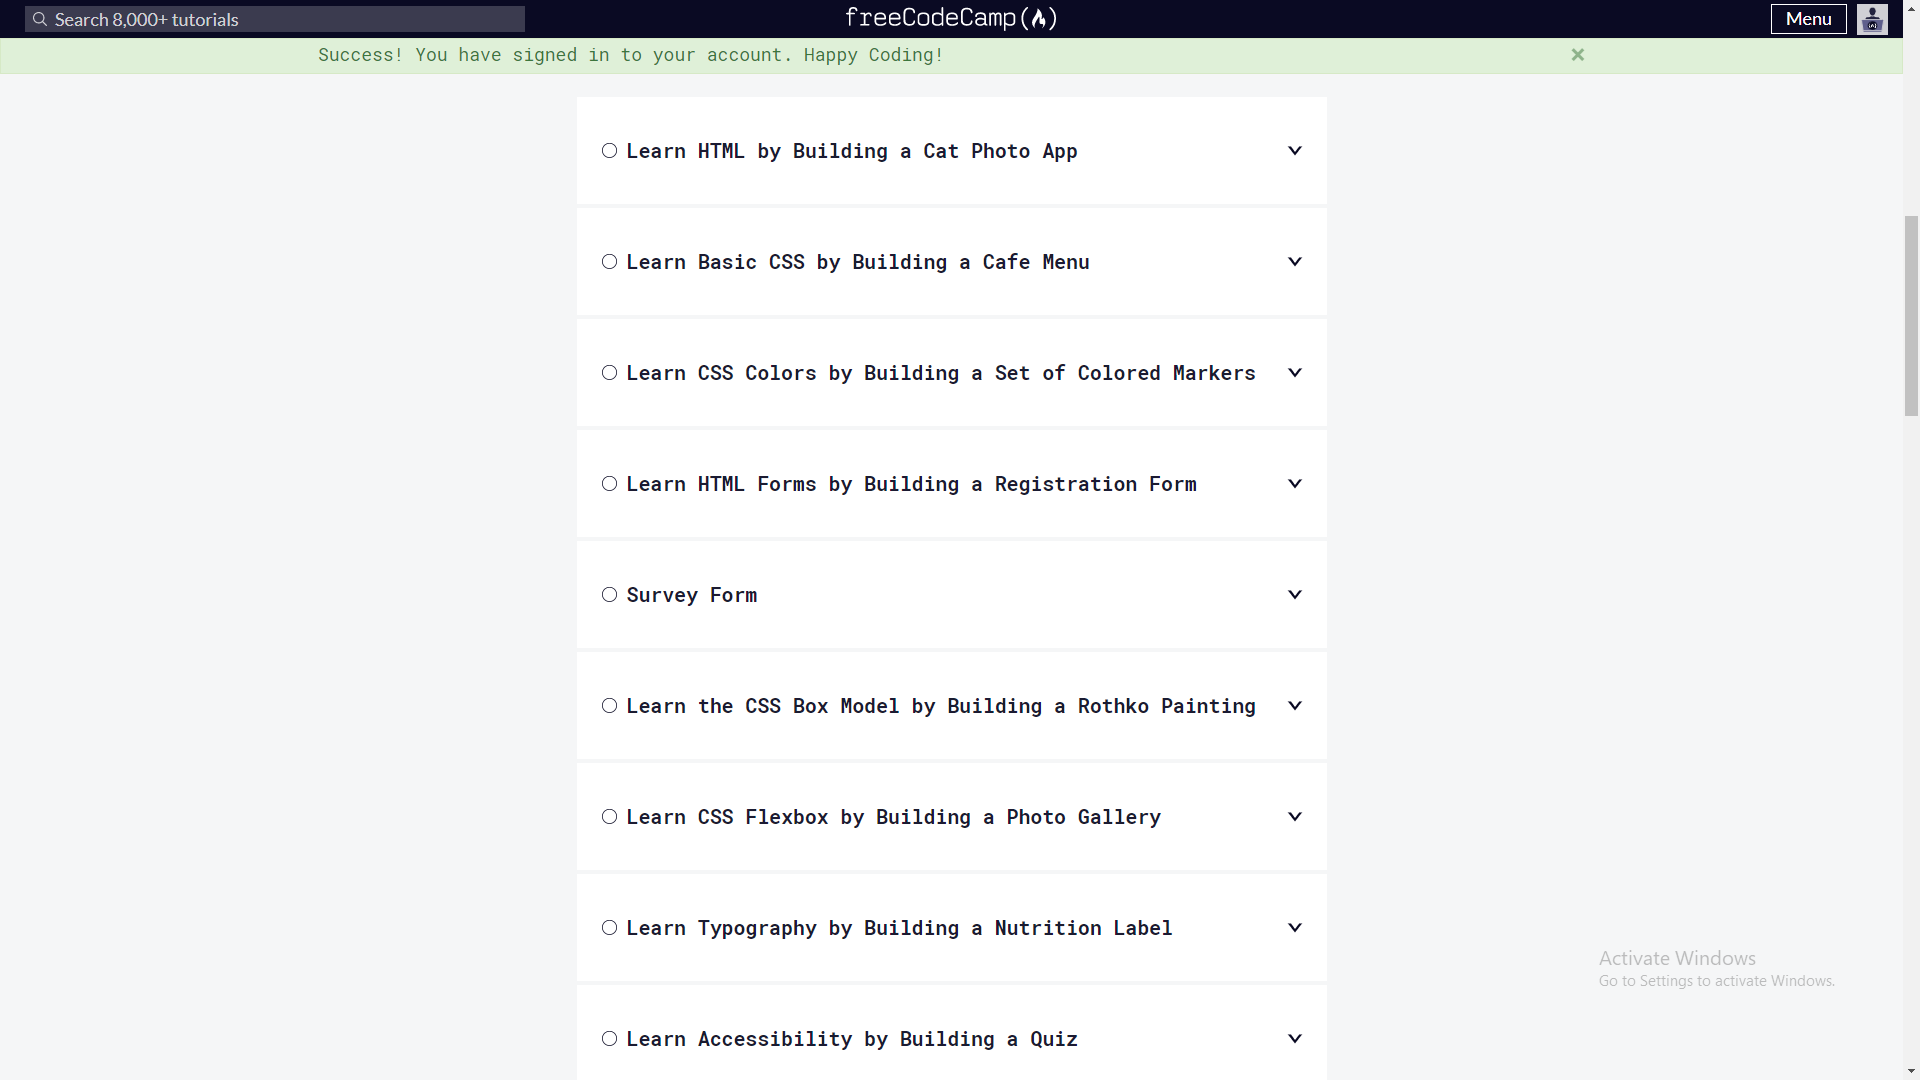 Search 8,000+ tutorials
freeCodeCamp
Menu
Success! You have signed in to your account. Happy Coding!
Learn HTML by Building a Cat Photo App
Learn Basic CSS by Building a Cafe Menu
Learn CSS Colors by Building a Set of Colored Markers
Learn HTML Forms by Building a Registration Form
Survey Form
Learn the CSS Box Model by Building a Rothko Painting
Learn CSS Flexbox by Building a Photo Gallery
Learn Typography by Building a Nutrition Label
Learn Accessibility by Building a Quiz
Activate Windows
Go to Settings to activate Windows.